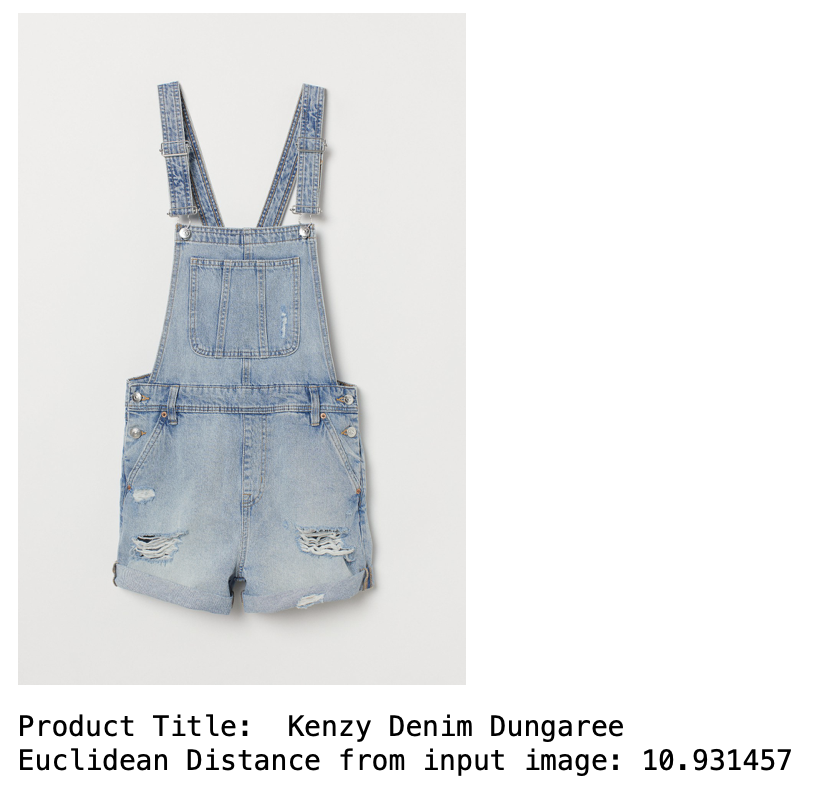 Product Title:  Kenzy Denim Dungaree
Euclidean Distance from input image: 10.931457